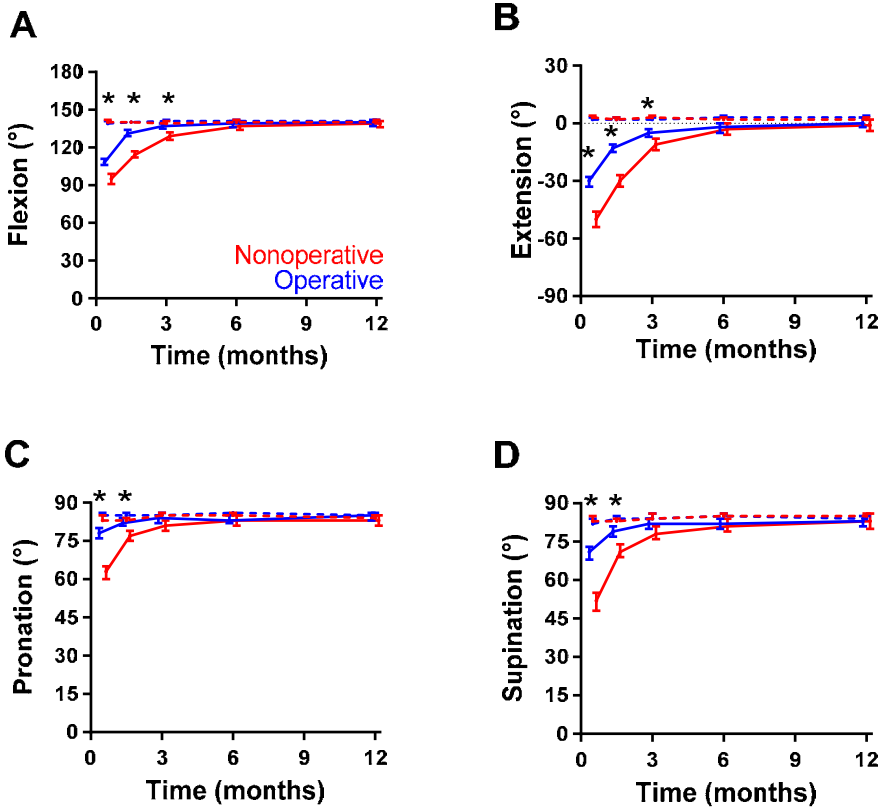 A
Flexion (°)
180
150
120
90
60
30
0
* * *
Nonoperative
Operative
0 3 6 9 12
Time (months)
B
Extension (°)
30
0
-30
-60
-90
* * *
0 3 6 9 12
Time (months)
C
Pronation (°)
90
75
60
45
30
15
0
* *
0 3 6 9 12
Time (months)
D
Supination (°)
90
75
60
45
30
15
0
* *
0 3 6 9 12
Time (months)